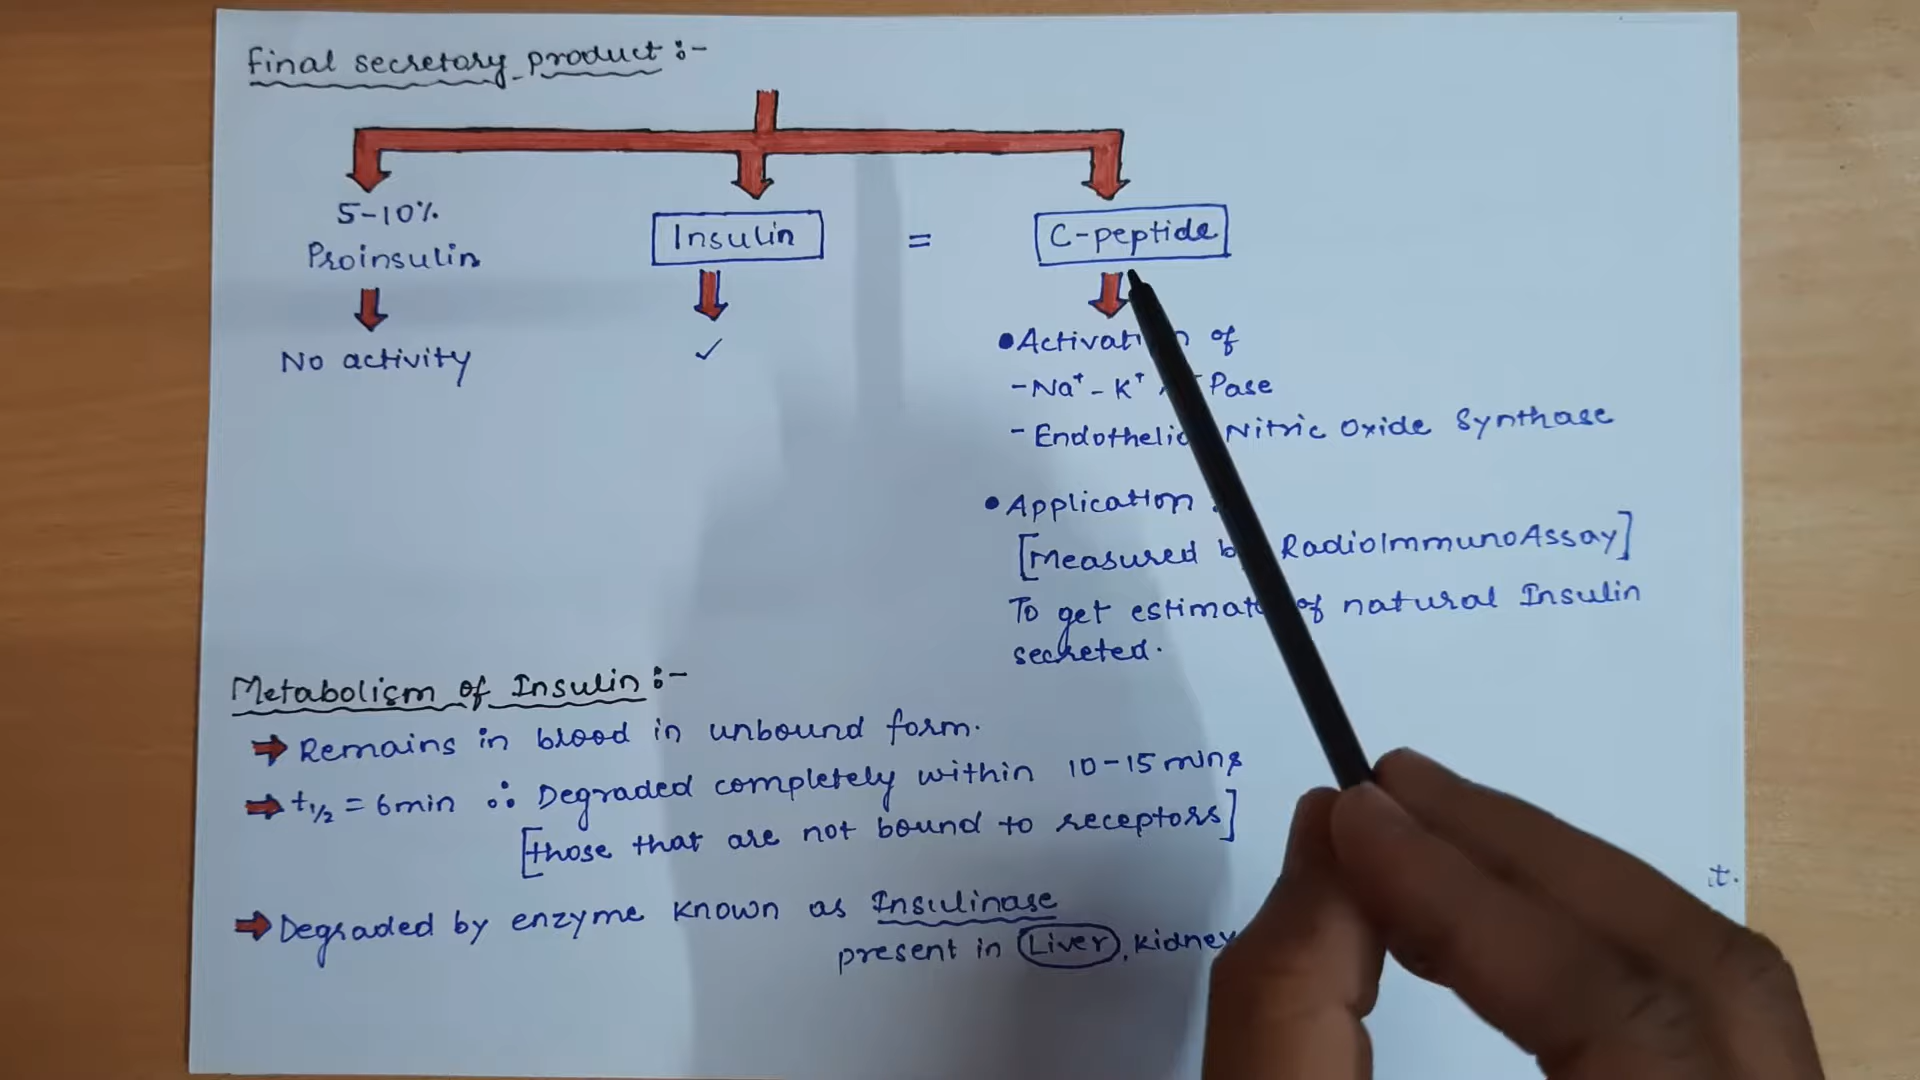 Final secretory product :-
5-10%
Proinsulin
No activity
Insulin
=
C-peptide
✓
• Activati n of
- Na+ - K+ Pase
- Endothelia Nitric Oxide Synthase
• Application :
[Measured b RadioImmunoAssay]
To get estimat of natural Insulin
secreted.
Metabolism of Insulin :-
Remains in blood in unbound form.
t1/2 = 6min ∴ Degraded completely within 10-15 mins
[those that are not bound to receptors]
Degraded by enzyme known as Insulinase
present in Liver, kidney
t.